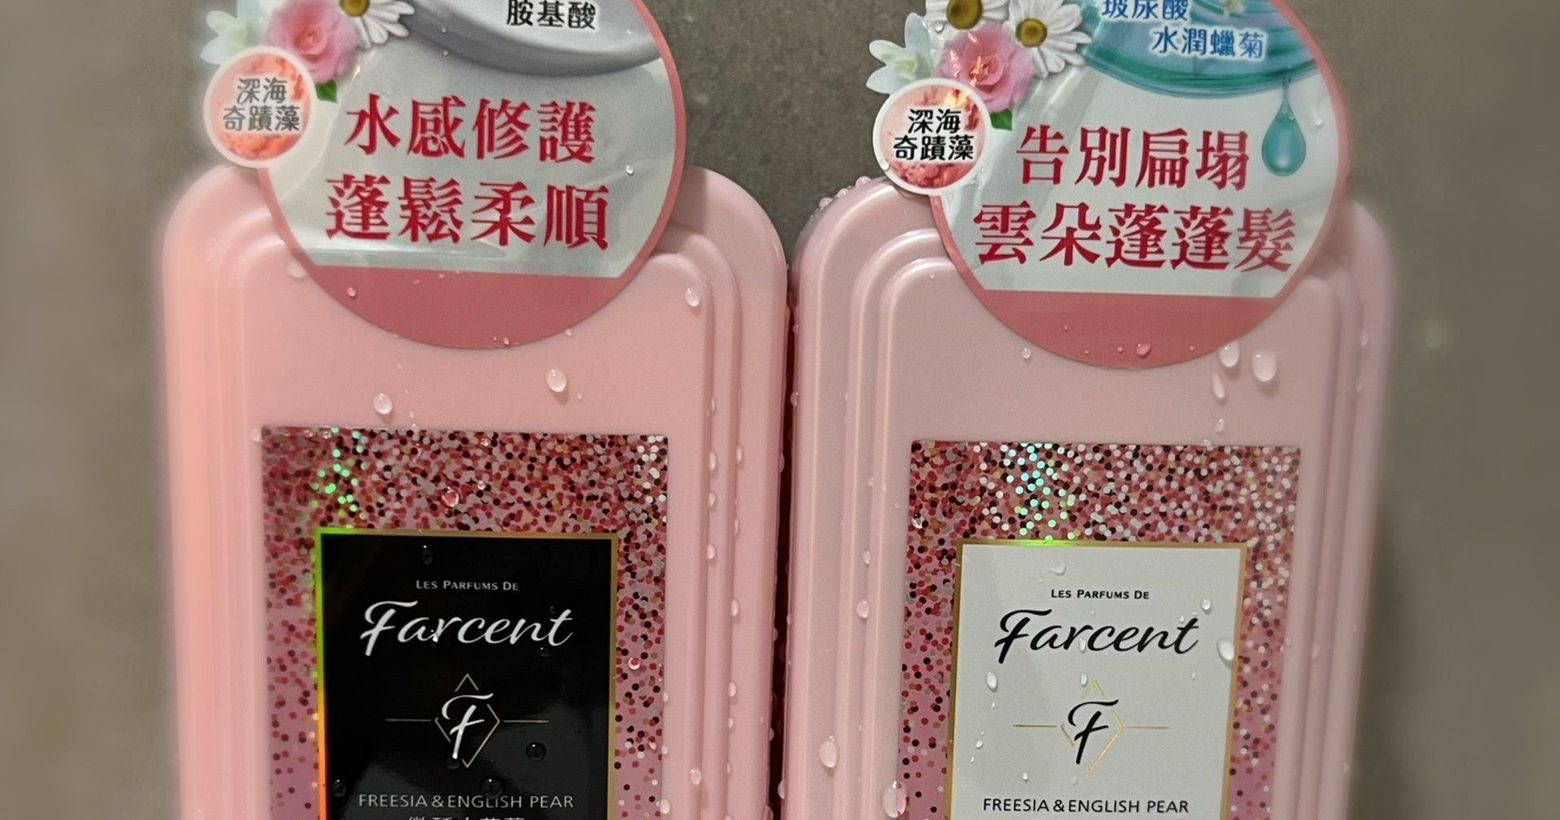 胺基酸
深海
奇蹟藻
水感修護
蓬鬆柔順
LES PARFUMS DE
Farcent
F
FREESIA & ENGLISH PEAR
玻尿酸
水潤蠟菊
深海
奇蹟藻
告別扁塌
雲朵蓬蓬髮
LES PARFUMS DE
Farcent
F
FREESIA & ENGLISH PEAR